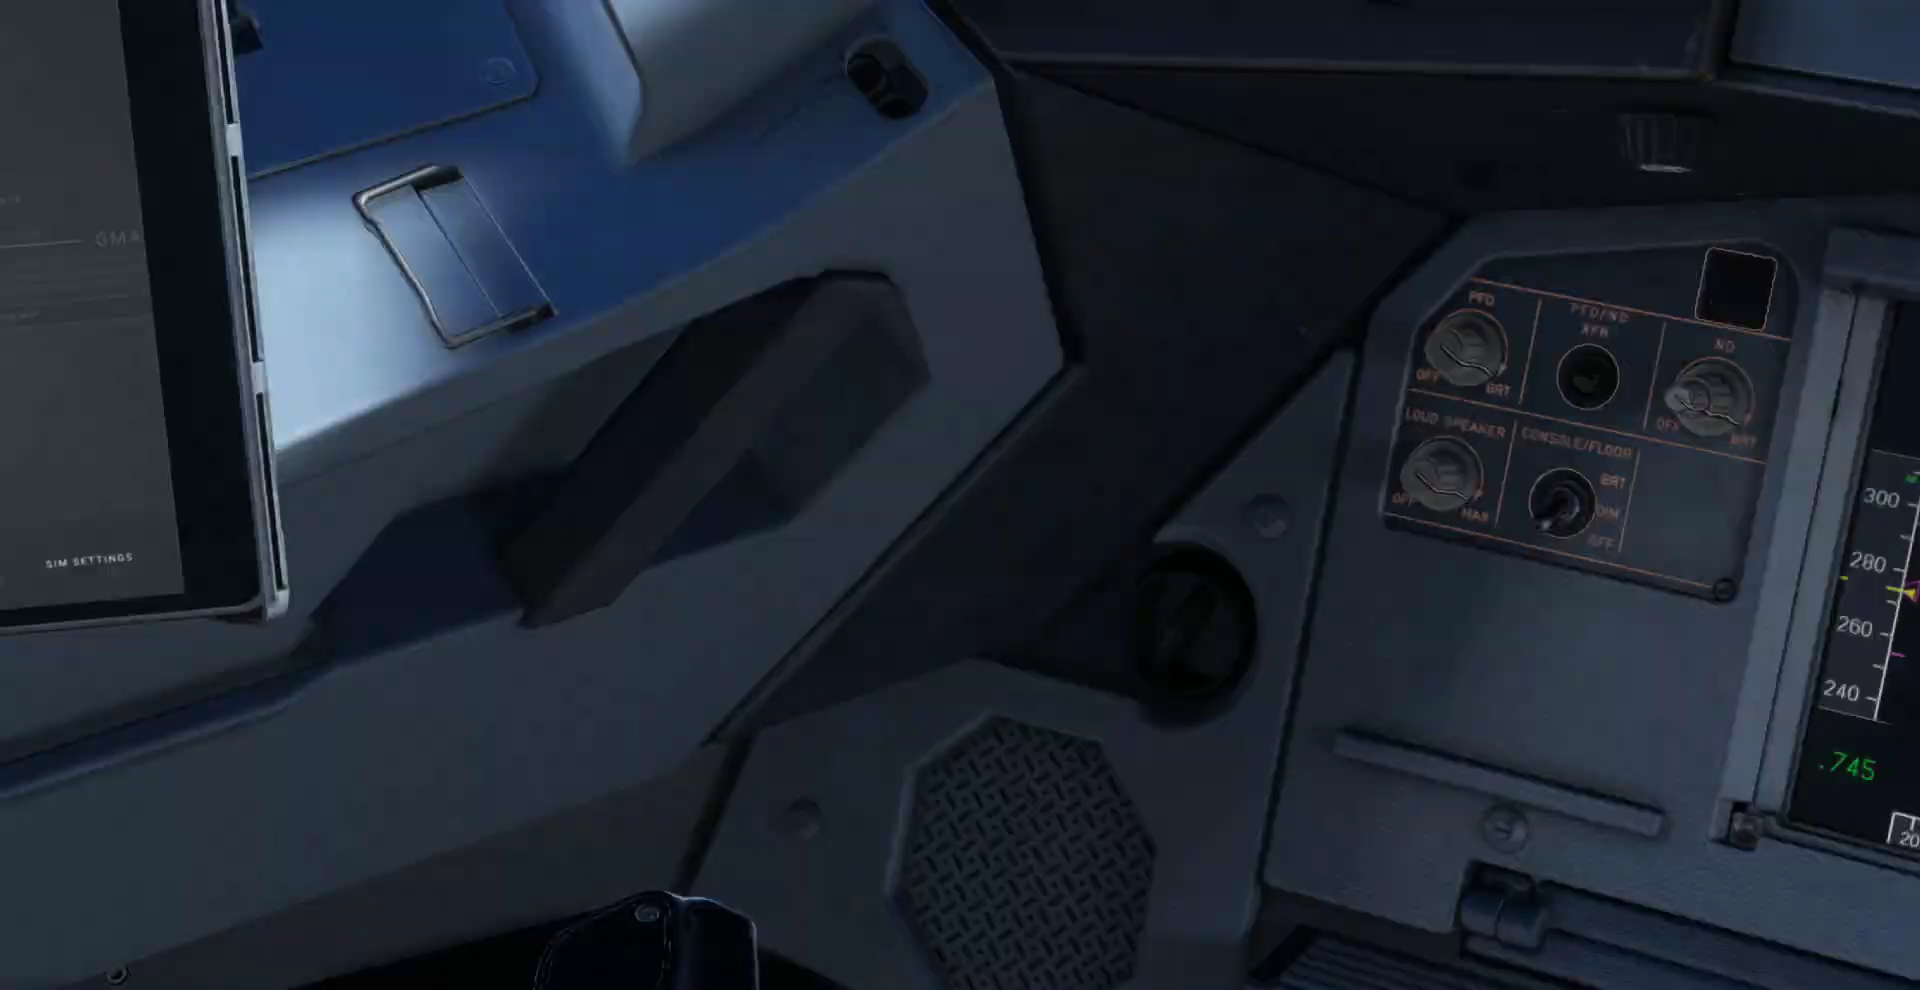 SIM SETTINGS
PFD
PFD/ND
XFR
ND
OFF
BRT
OFF
BRT
LOUD SPEAKER
CONSOLE/FLOOR
OFF
MAX
BRT
DIM
OFF
300
280
260
240
.745
20